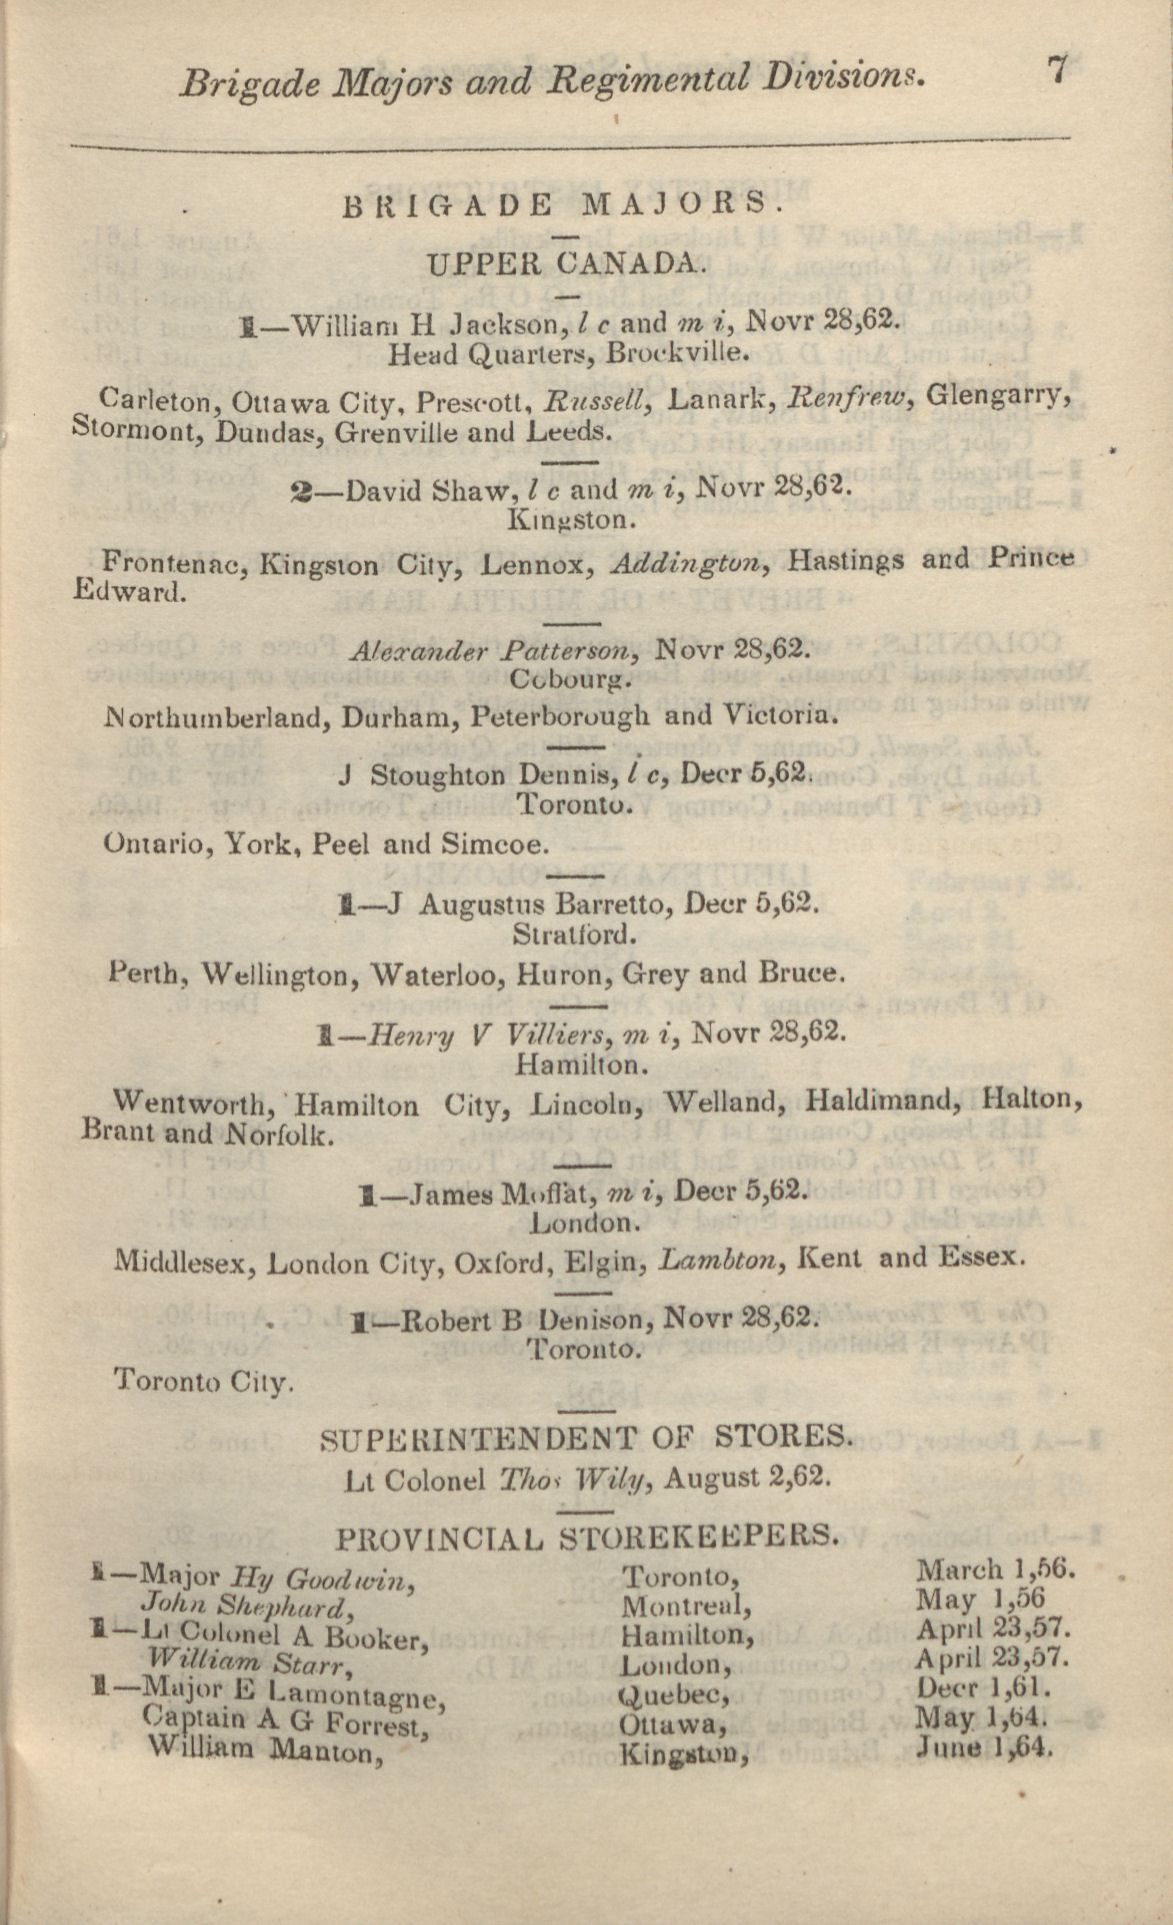 Brigade Majors and Regimental Divisions. 7
BRIGADE MAJORS.
UPPER CANADA.
1—William H Jackson, l c and m i, Novr 28,62.
Head Quarters, Brockville.
Carleton, Ottawa City, Prescott, Russell, Lanark, Renfrew, Glengarry,
Stormont, Dundas, Grenville and Leeds.
2—David Shaw, l c and m i, Novr 28,62.
Kingston.
Frontenac, Kingston City, Lennox, Addington, Hastings and Prince
Edward.
Alexander Patterson, Novr 28,62.
Cobourg.
Northumberland, Durham, Peterborough and Victoria.
J Stoughton Dennis, l c, Decr 5,62.
Toronto.
Ontario, York, Peel and Simcoe.
1—J Augustus Barretto, Decr 5,62.
Stratford.
Perth, Wellington, Waterloo, Huron, Grey and Bruce.
1—Henry V Villiers, m i, Novr 28,62.
Hamilton.
Wentworth, Hamilton City, Lincoln, Welland, Haldimand, Halton,
Brant and Norfolk.
1—James Moffat, m i, Decr 5,62.
London.
Middlesex, London City, Oxford, Elgin, Lambton, Kent and Essex.
1—Robert B Denison, Novr 28,62.
Toronto.
Toronto City.
SUPERINTENDENT OF STORES.
Lt Colonel Thos Wily, August 2,62.
PROVINCIAL STOREKEEPERS.
1—Major Hy Goodwin, Toronto, March 1,56.
John Shephard, Montreal, May 1,56
1—Lt Colonel A Booker, Hamilton, April 23,57.
William Starr, London, April 23,57.
1—Major E Lamontagne, Quebec, Decr 1,61.
Captain A G Forrest, Ottawa, May 1,64.
William Manton, Kingston, June 1,64.